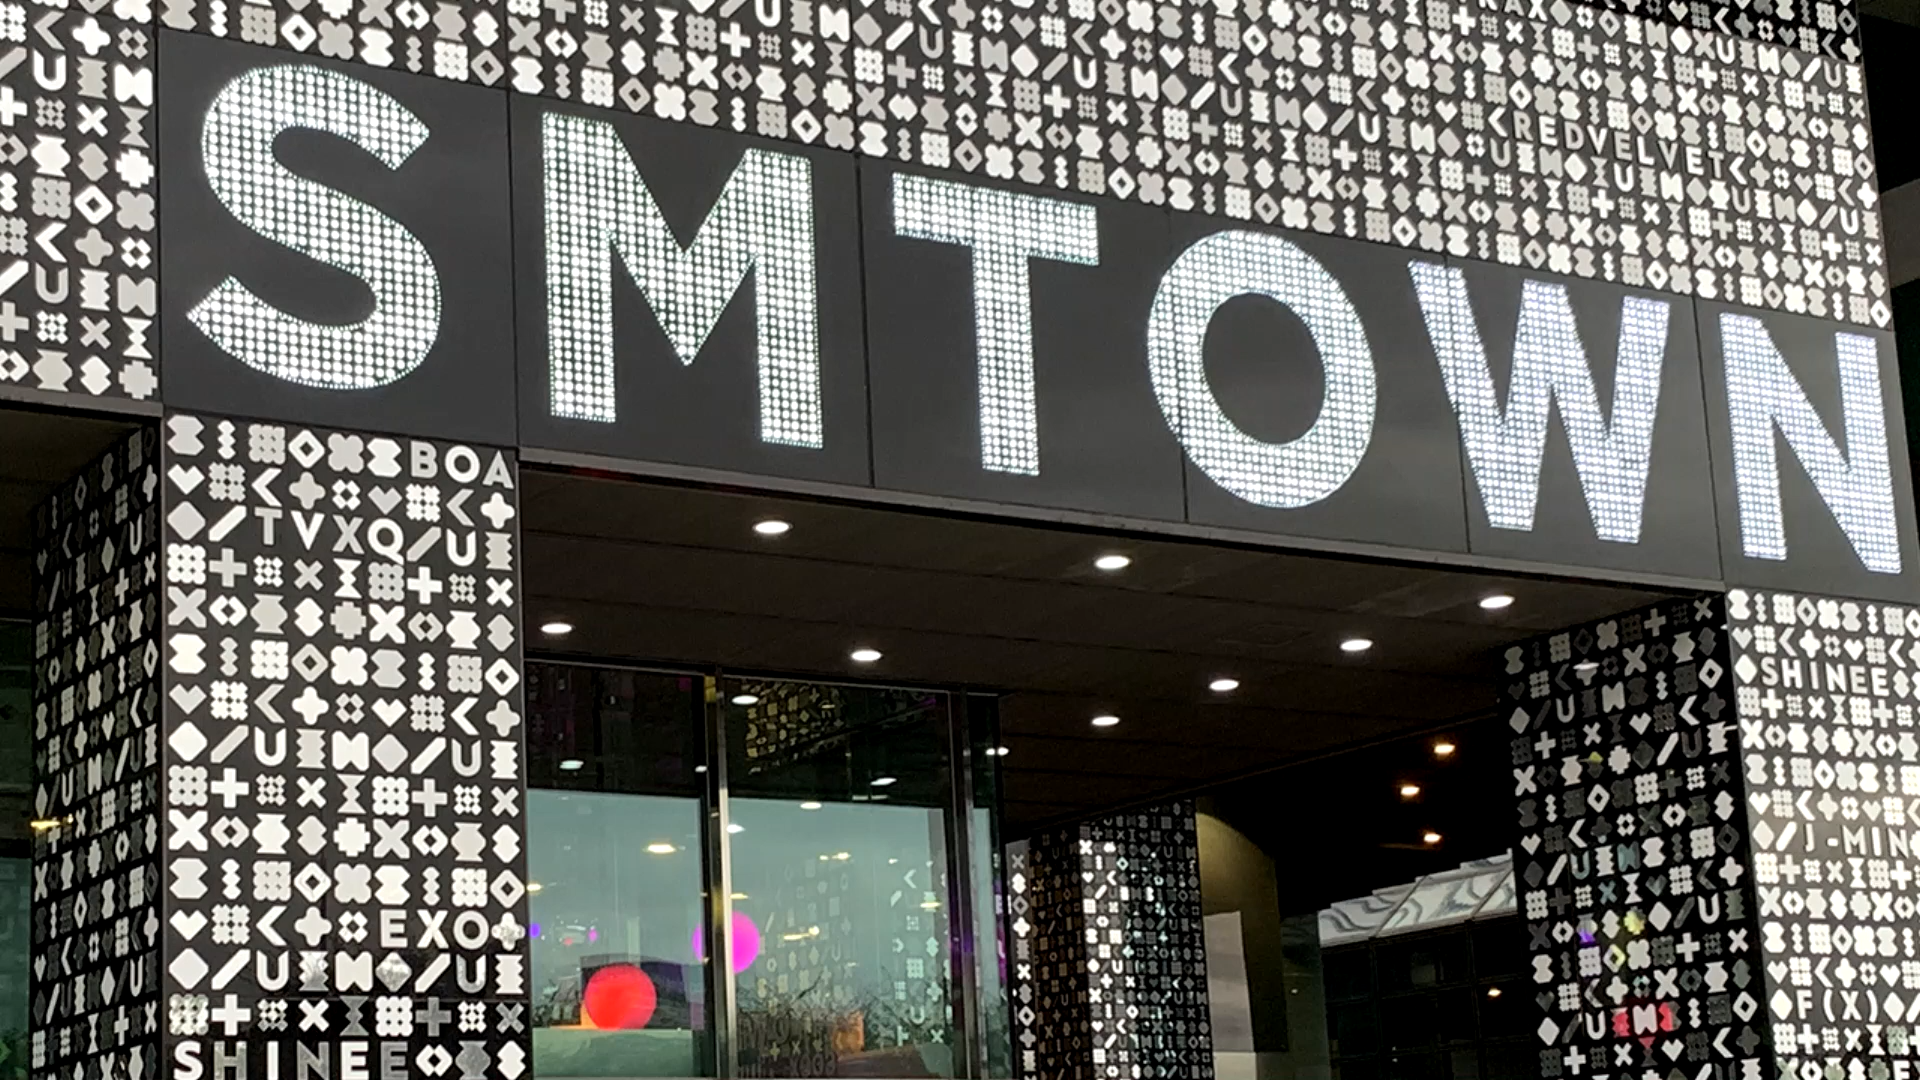 REDVELVET
SMTOWN
BOA
TVXQ
SHINEE
J-MIN
EXO
F(X)
SHINEE